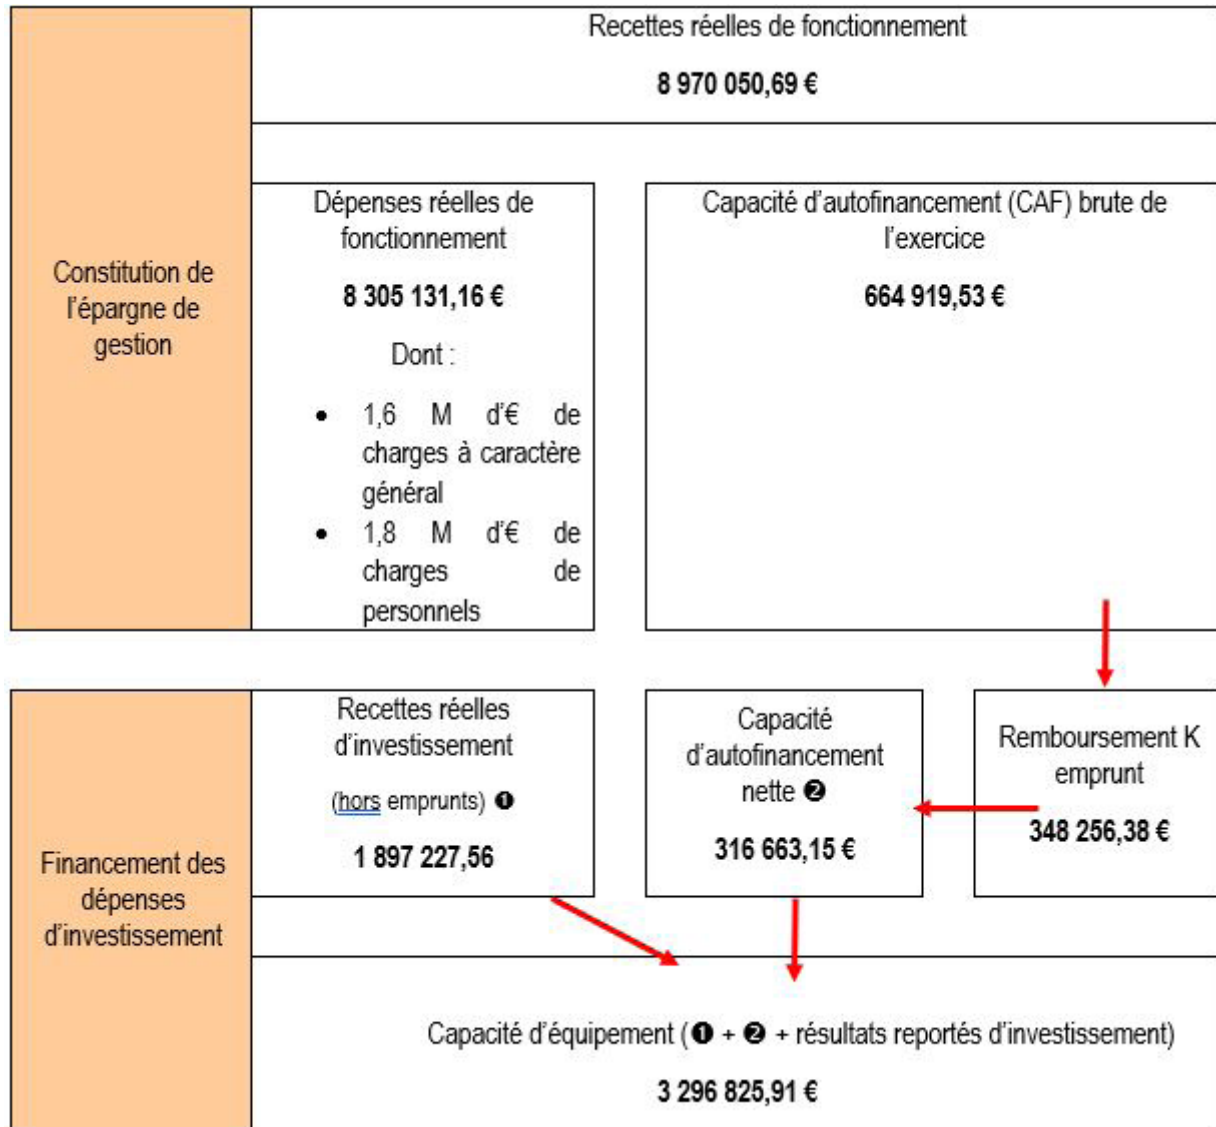 Recettes réelles de fonctionnement
8 970 050,69 €
Constitution de
l'épargne de
gestion
Dépenses réelles de
fonctionnement
8 305 131,16 €
Dont :
• 1,6 M d'€ de
charges à caractère
général
• 1,8 M d'€ de
charges de
personnels
Capacité d'autofinancement (CAF) brute de
l'exercice
664 919,53 €
Financement des
dépenses
d'investissement
Recettes réelles
d'investissement
(hors emprunts) ❶
1 897 227,56
Capacité
d'autofinancement
nette ❷
316 663,15 €
Remboursement K
emprunt
348 256,38 €
Capacité d'équipement (❶ + ❷ + résultats reportés d'investissement)
3 296 825,91 €